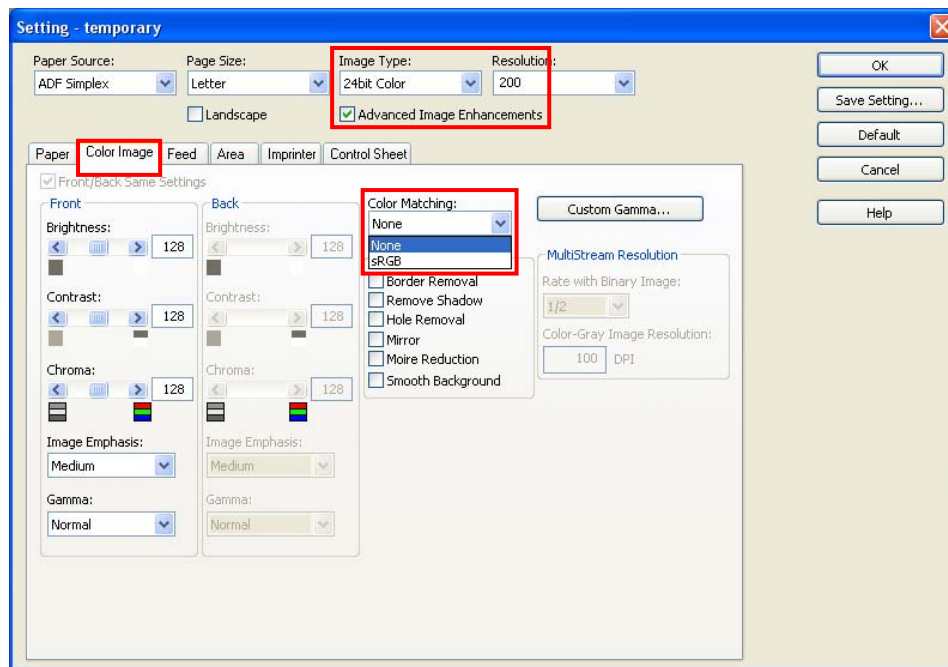 Setting - temporary
Paper Source:
Page Size:
Image Type:
Resolution:
ADF Simplex
Letter
24bit Color
200
Landscape
Advanced Image Enhancements
OK
Save Setting...
Default
Cancel
Help
Paper
Color Image
Feed
Area
Imprinter
Control Sheet
Front/Back Same Settings
Front
Brightness:
128
Contrast:
128
Chroma:
128
Image Emphasis:
Medium
Gamma:
Normal
Back
Brightness:
128
Contrast:
128
Chroma:
128
Image Emphasis:
Medium
Gamma:
Normal
Color Matching:
None
None
sRGB
Border Removal
Remove Shadow
Hole Removal
Mirror
Moire Reduction
Smooth Background
Custom Gamma...
MultiStream Resolution
Rate with Binary Image:
1/2
Color-Gray Image Resolution:
100 DPI